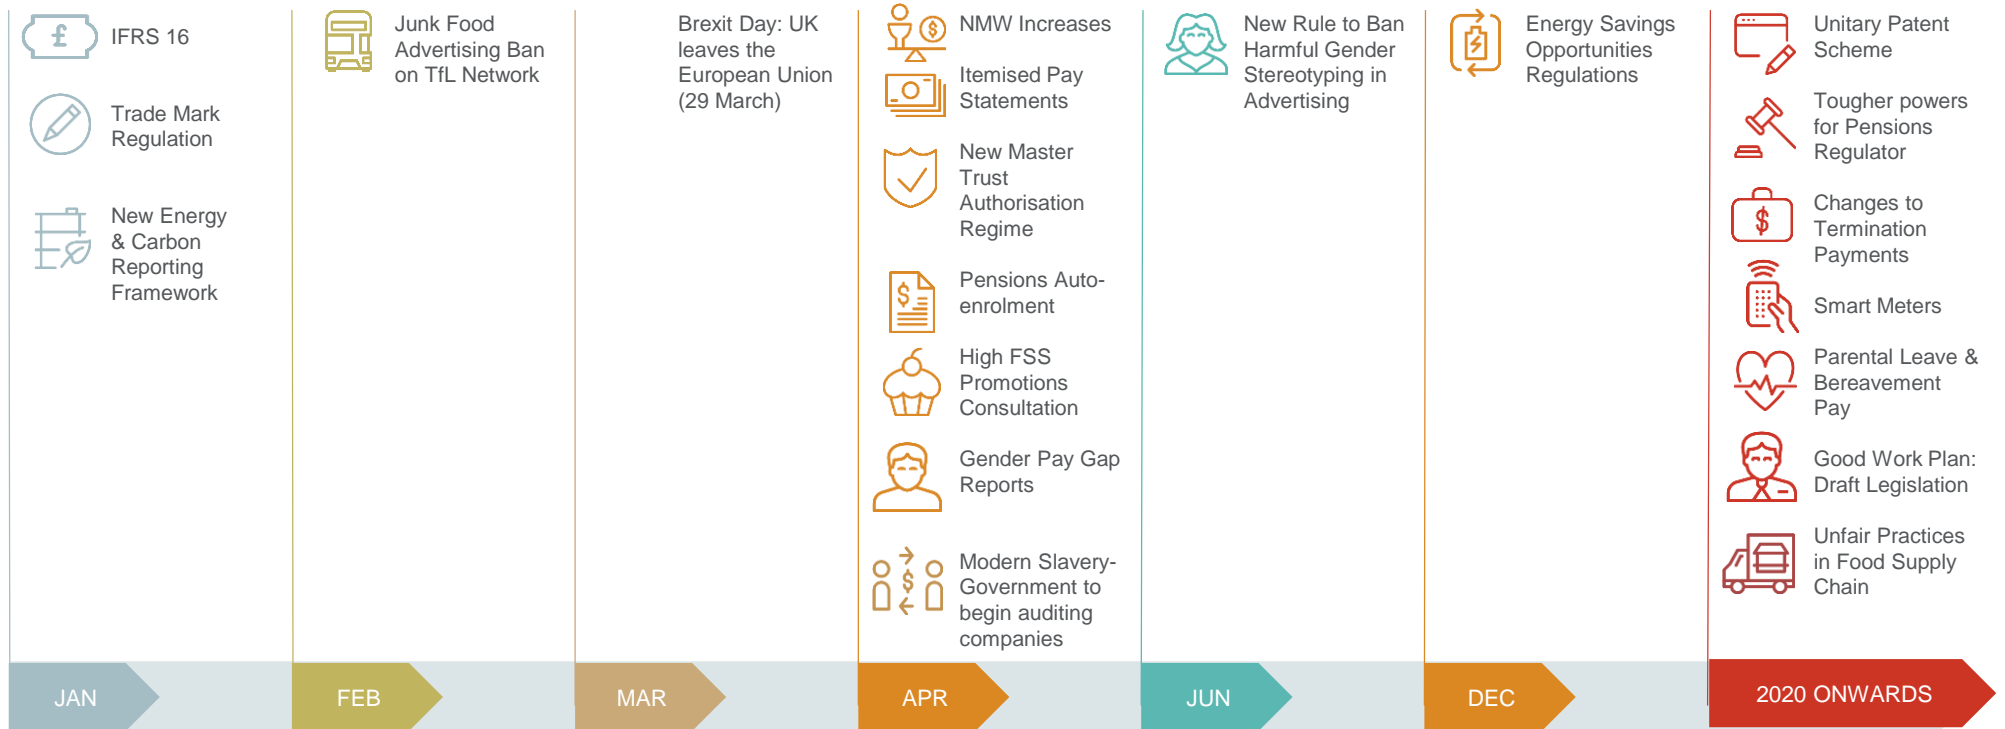 IFRS 16
Trade Mark
Regulation
New Energy
& Carbon
Reporting
Framework
Junk Food
Advertising Ban
on TfL Network
Brexit Day: UK
leaves the
European Union
(29 March)
NMW Increases
Itemised Pay
Statements
New Master
Trust
Authorisation
Regime
Pensions Auto-
enrolment
High FSS
Promotions
Consultation
Gender Pay Gap
Reports
Modern Slavery-
Government to
begin auditing
companies
New Rule to Ban
Harmful Gender
Stereotyping in
Advertising
Energy Savings
Opportunities
Regulations
Unitary Patent
Scheme
Tougher powers
for Pensions
Regulator
Changes to
Termination
Payments
Smart Meters
Parental Leave &
Bereavement
Pay
Good Work Plan:
Draft Legislation
Unfair Practices
in Food Supply
Chain
JAN
FEB
MAR
APR
JUN
DEC
2020 ONWARDS